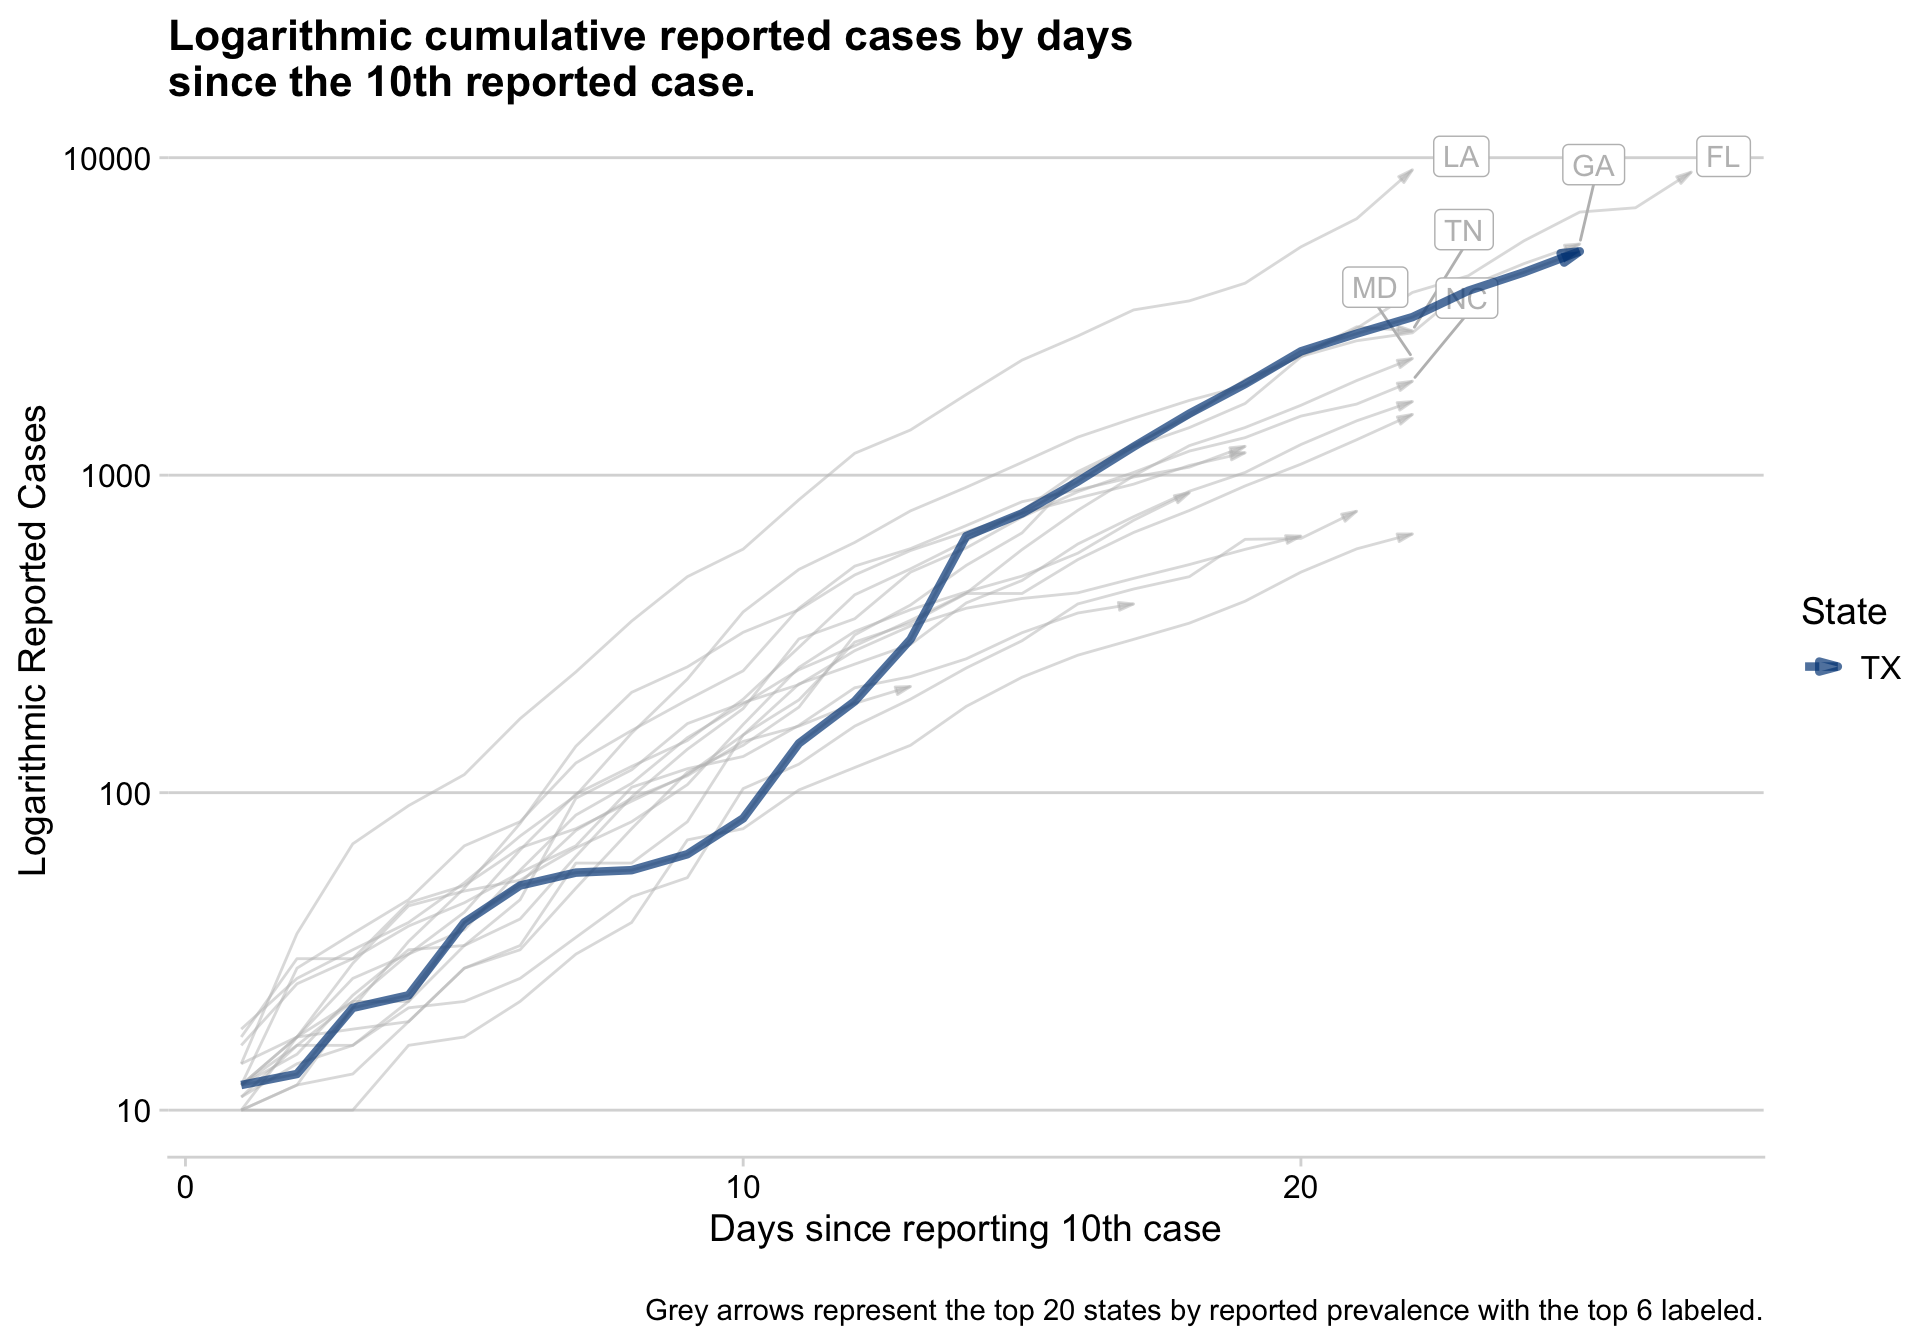 Logarithmic cumulative reported cases by days
since the 10th reported case.
10000
1000
100
10
Logarithmic Reported Cases
LA
GA
FL
TN
MD
NC
State
TX
0
10
20
Days since reporting 10th case
Grey arrows represent the top 20 states by reported prevalence with the top 6 labeled.